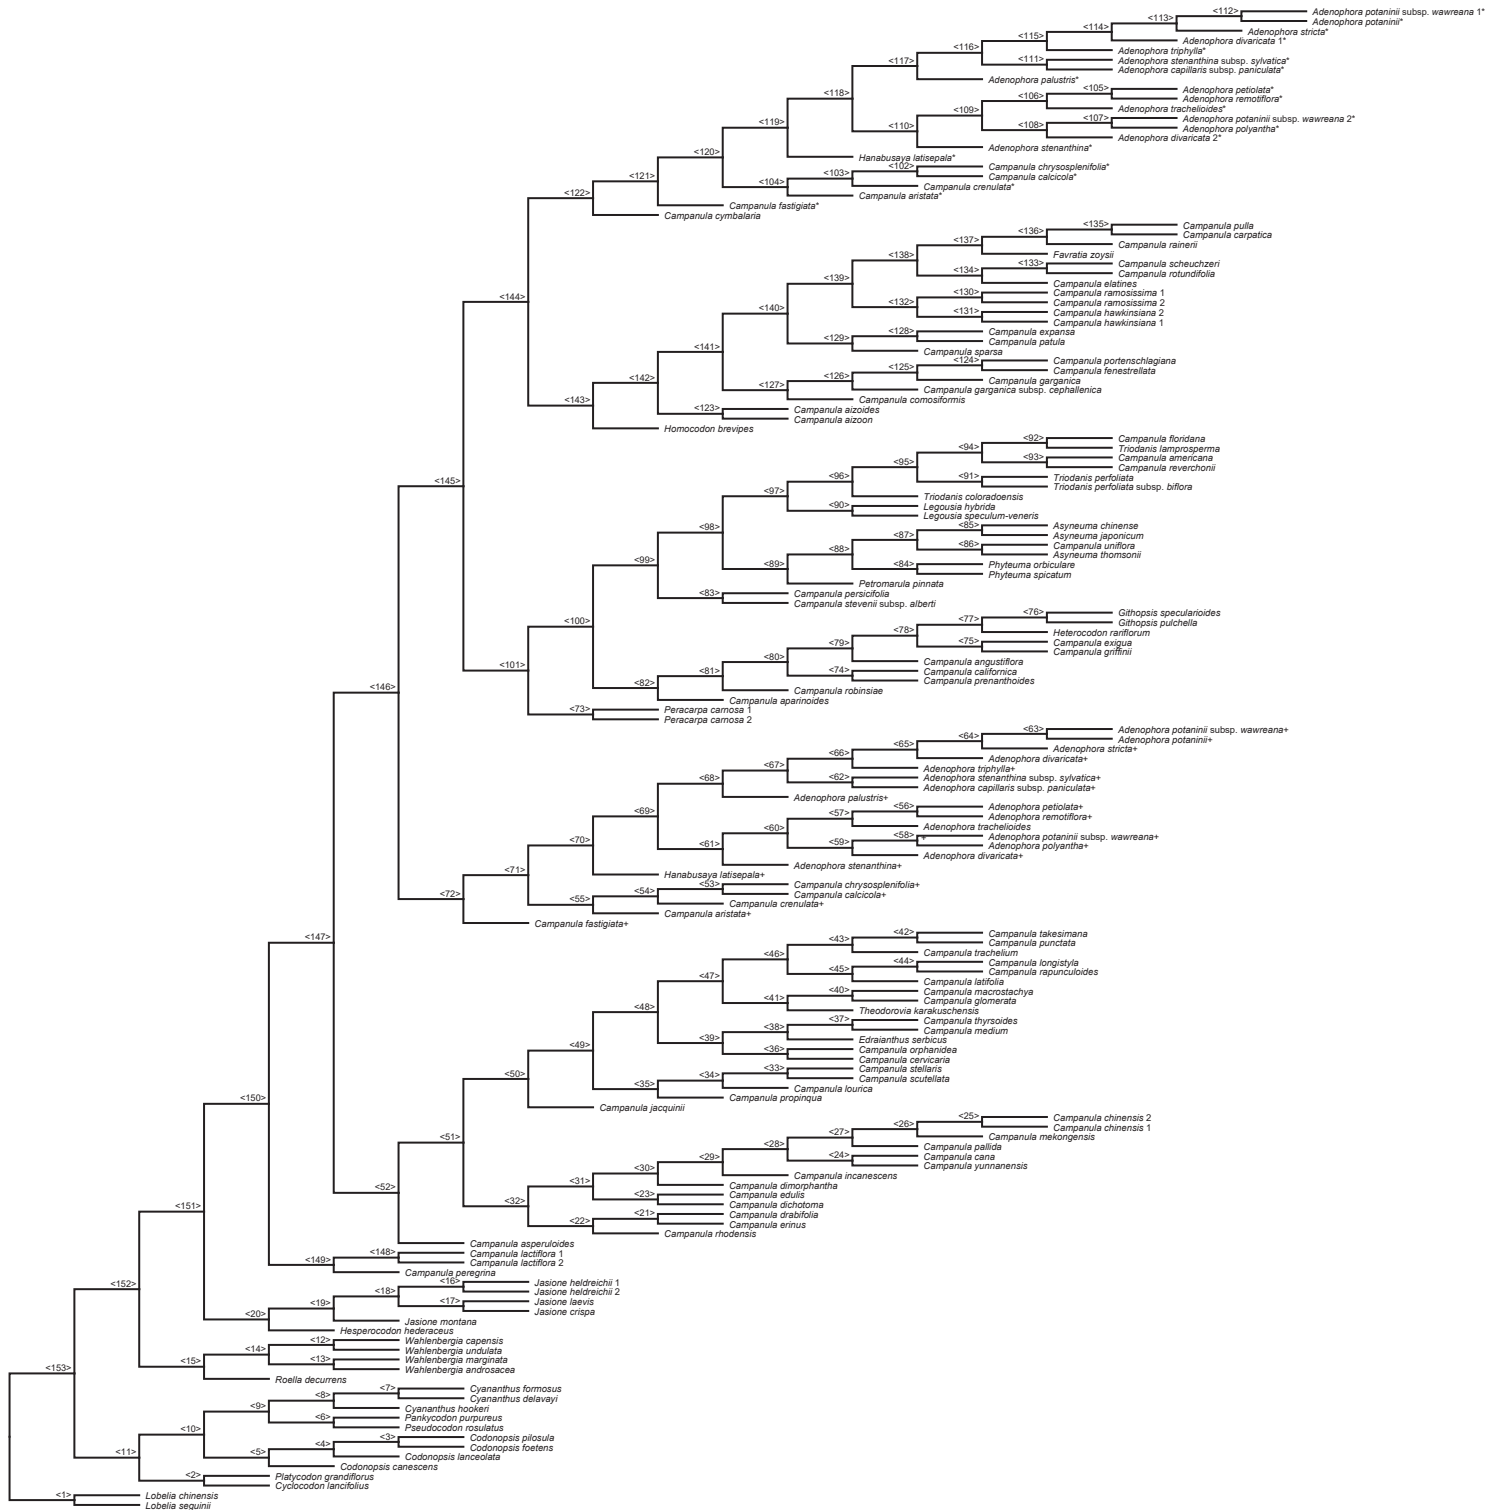 <112> Adenophora potaninii subsp. wawreana 1*
<113> Adenophora potaninii*
<114> Adenophora stricta*
<115> Adenophora divaricata 1*
<116> Adenophora triphylla*
<111> Adenophora stenanthina subsp. sylvatica*
Adenophora capillaris subsp. paniculata*
<117> Adenophora palustris*
<118> <105> Adenophora petiolata*
<106> Adenophora remotiflora*
<109> Adenophora trachelioides*
<107> Adenophora potaninii subsp. wawreana 2*
<119> <110> <108> Adenophora polyantha*
Adenophora divaricata 2*
Adenophora stenanthina*
<120> Hanabusaya latisepala*
<102> Campanula chrysosplenifolia*
<121> <103> Campanula calcicola*
<104> Campanula crenulata*
<122> Campanula aristata*
Campanula fastigiata*
Campanula cymbalaria
<135> Campanula pulla
<136> Campanula carpatica
<137> Campanula rainerii
<138> Favratia zoysii
<133> Campanula scheuchzeri
<134> Campanula rotundifolia
<139> Campanula elatines
<130> Campanula ramosissima 1
<144> <132> Campanula ramosissima 2
<140> <131> Campanula hawkinsiana 2
Campanula hawkinsiana 1
<128> Campanula expansa
<129> Campanula patula
<141> Campanula sparsa
<124> Campanula portenschlagiana
<125> Campanula fenestrellata
<142> <126> Campanula garganica
<127> Campanula garganica subsp. cephallenica
<143> Campanula comosiformis
<123> Campanula aizoides
Campanula aizoon
Homocodon brevipes
<92> Campanula floridana
<94> Triodanis lamprosperma
<95> <93> Campanula americana
Campanula reverchonii
<145> <96> <91> Triodanis perfoliata
Triodanis perfoliata subsp. biflora
<97> Triodanis coloradoensis
<90> Legousia hybrida
Legousia speculum-veneris
<98> <85> Asyneuma chinense
<87> Asyneuma japonicum
<88> <86> Campanula uniflora
Asyneuma thomsonii
<99> <89> <84> Phyteuma orbiculare
Phyteuma spicatum
Petromarula pinnata
<83> Campanula persicifolia
Campanula stevenii subsp. alberti
<76> Githopsis specularioides
<100> <77> Githopsis pulchella
<78> Heterocodon rariflorum
<79> <75> Campanula exigua
Campanula griffinii
<101> <80> Campanula angustiflora
<81> <74> Campanula californica
<82> Campanula prenanthoides
<146> Campanula robinsiae
Campanula aparinoides
<73> Peracarpa carnosa 1
Peracarpa carnosa 2
<63> Adenophora potaninii subsp. wawreana+
<64> Adenophora potaninii+
<65> Adenophora stricta+
<66> Adenophora divaricata+
<67> Adenophora triphylla+
<68> <62> Adenophora stenanthina subsp. sylvatica+
Adenophora capillaris subsp. paniculata+
Adenophora palustris+
<69> <56> Adenophora petiolata+
<57> Adenophora remotiflora+
<60> Adenophora trachelioides
<70> <58> + Adenophora potaninii subsp. wawreana+
<61> <59> Adenophora polyantha+
Adenophora divaricata+
Adenophora stenanthina+
<71> Hanabusaya latisepala+
<53> Campanula chrysosplenifolia+
<72> <54> Campanula calcicola+
<55> Campanula crenulata+
Campanula aristata+
Campanula fastigiata+
<42> Campanula takesimana
<147> <43> Campanula punctata
<46> Campanula trachelium
<44> Campanula longistyla
<45> Campanula rapunculoides
<47> Campanula latifolia
<40> Campanula macrostachya
<41> Campanula glomerata
<48> Theodorovia karakuschensis
<37> Campanula thyrsoides
<38> Campanula medium
<39> Edraianthus serbicus
<49> <36> Campanula orphanidea
Campanula cervicaria
<33> Campanula stellaris
<50> <34> Campanula scutellata
<35> Campanula lourica
Campanula propinqua
<150> Campanula jacquinii
<25> Campanula chinensis 2
<26> Campanula chinensis 1
<51> <27> Campanula mekongensis
<28> Campanula pallida
<29> <24> Campanula cana
Campanula yunnanensis
<30> Campanula incanescens
<52> <31> Campanula dimorphantha
<23> Campanula edulis
<32> Campanula dichotoma
<151> <21> Campanula drabifolia
<22> Campanula erinus
Campanula rhodensis
Campanula asperuloides
<148> Campanula lactiflora 1
<149> Campanula lactiflora 2
Campanula peregrina
<152> <16> Jasione heldreichii 1
<18> Jasione heldreichii 2
<19> <17> Jasione laevis
<20> Jasione crispa
Jasione montana
Hesperocodon hederaceus
<12> Wahlenbergia capensis
<14> Wahlenbergia undulata
<15> <13> Wahlenbergia marginata
<153> Wahlenbergia androsacea
Roella decurrens
<7> Cyananthus formosus
<8> Cyananthus delavayi
<9> Cyananthus hookeri
<6> Pankycodon purpureus
<10> Pseudocodon rosulatus
<3> Codonopsis pilosula
<4> Codonopsis foetens
<11> <5> Codonopsis lanceolata
Codonopsis canescens
<2> Platycodon grandiflorus
Cyclocodon lancifolius
<1> Lobelia chinensis
Lobelia seguinii